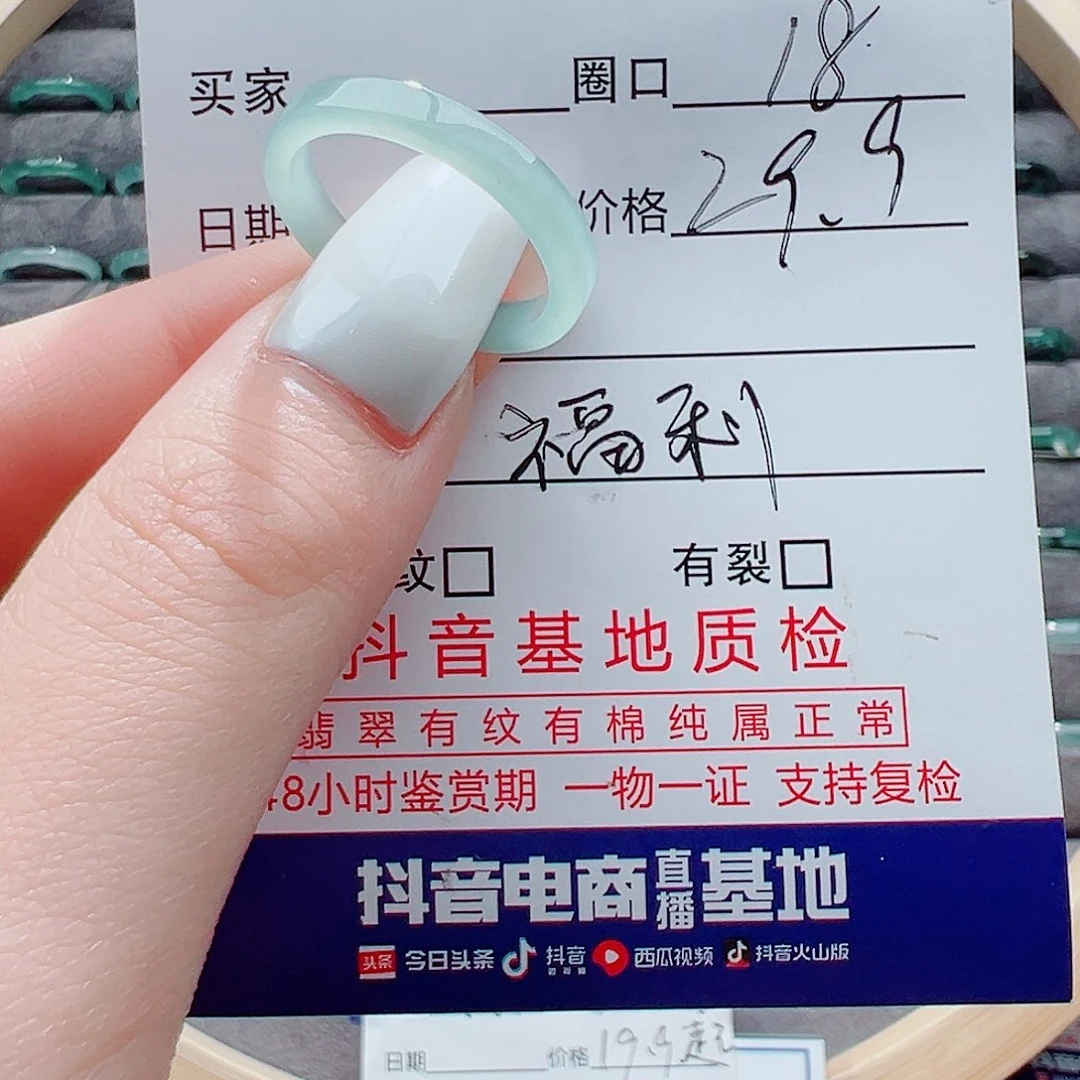 买家 圈口 18
日期 价格 29.9
福利
纹□ 有裂□
抖音基地质检
翡翠有纹有棉纯属正常
48小时鉴赏期 一物一证 支持复检
抖音电商直播基地
头条 今日头条 抖音 西瓜视频 抖音火山版
日期 价格 19.9起